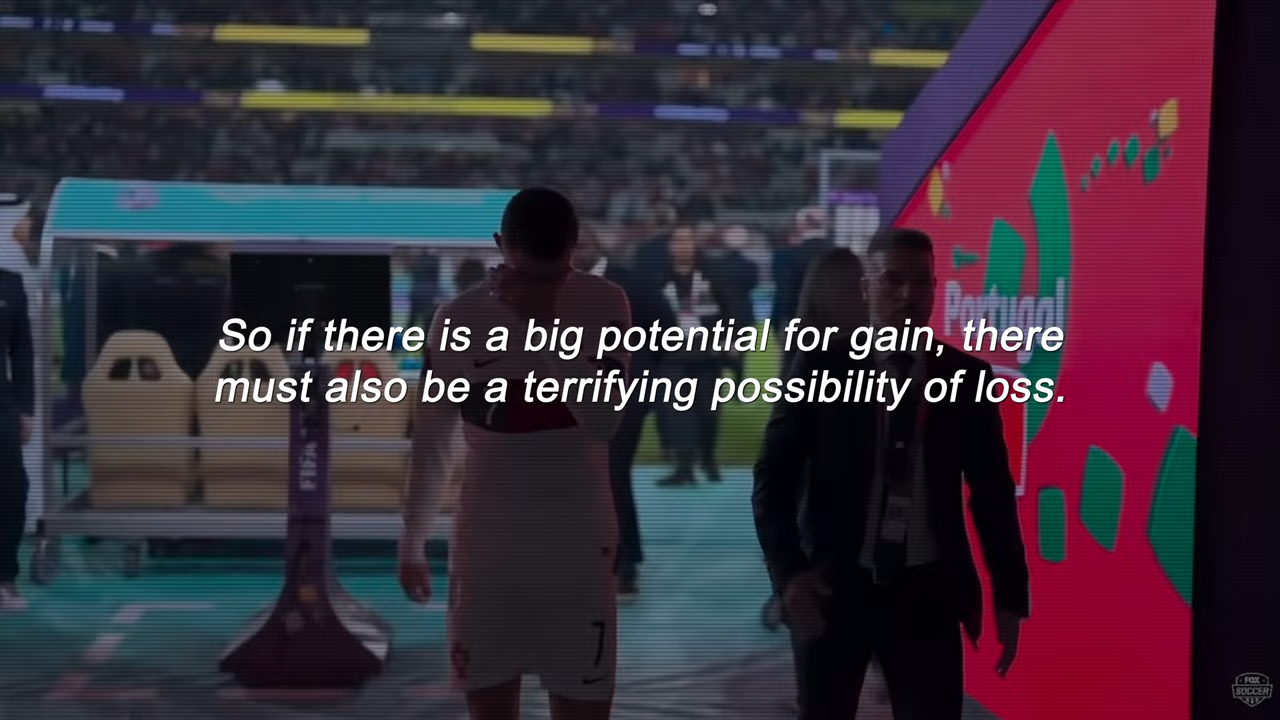 Portugal
So if there is a big potential for gain, there
must also be a terrifying possibility of loss.
FIFA
7
FOX
SOCCER